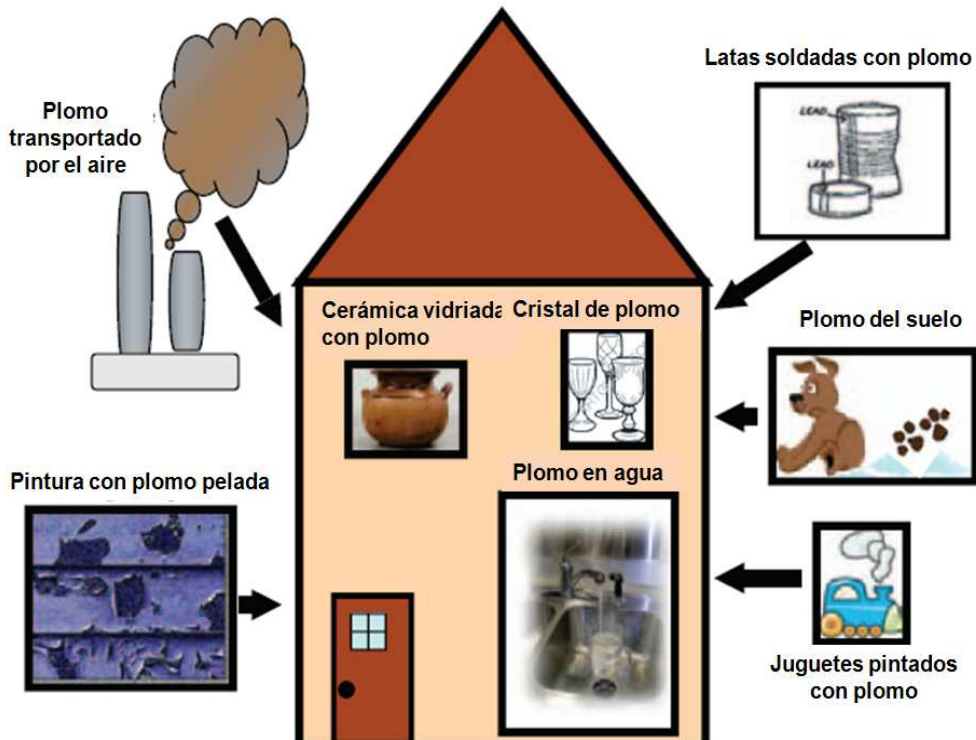 Plomo
transportado
por el aire
Latas soldadas con plomo
LEAD
LEAD
Cerámica vidriada
con plomo
Cristal de plomo
Plomo del suelo
Pintura con plomo pelada
Plomo en agua
Juguetes pintados
con plomo